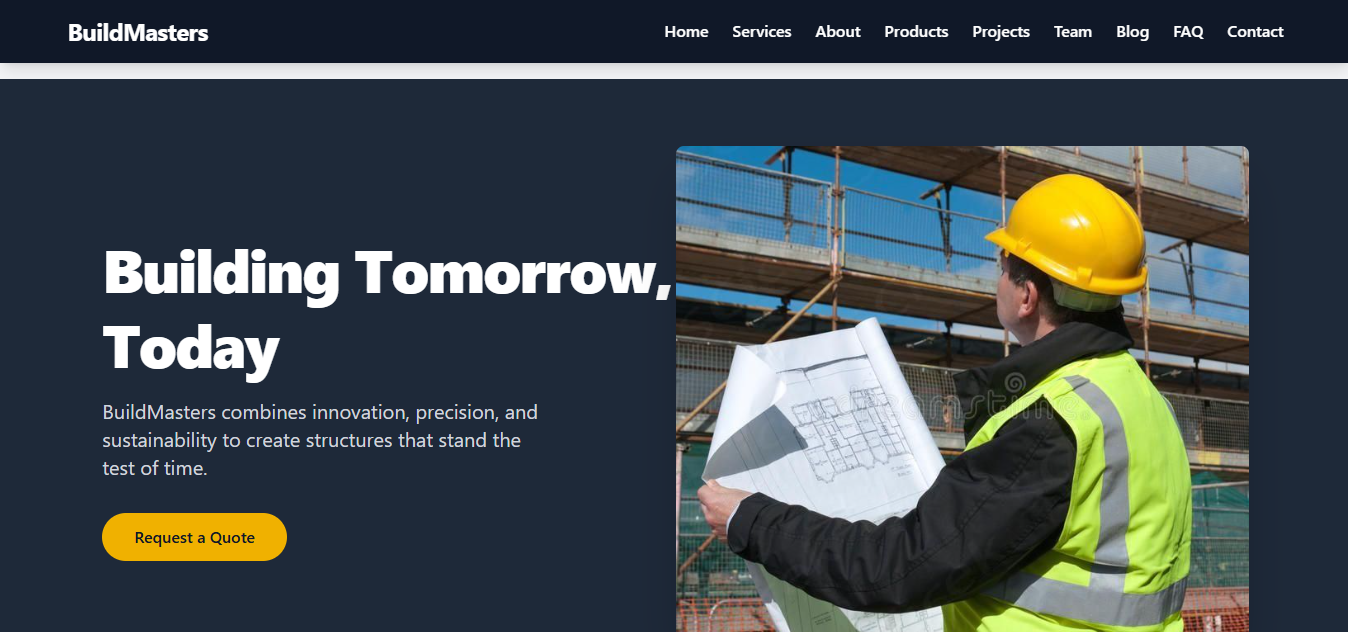 BuildMasters
Home Services About Products Projects Team Blog FAQ Contact
Building Tomorrow,
Today
BuildMasters combines innovation, precision, and
sustainability to create structures that stand the
test of time.
Request a Quote
dreamstime